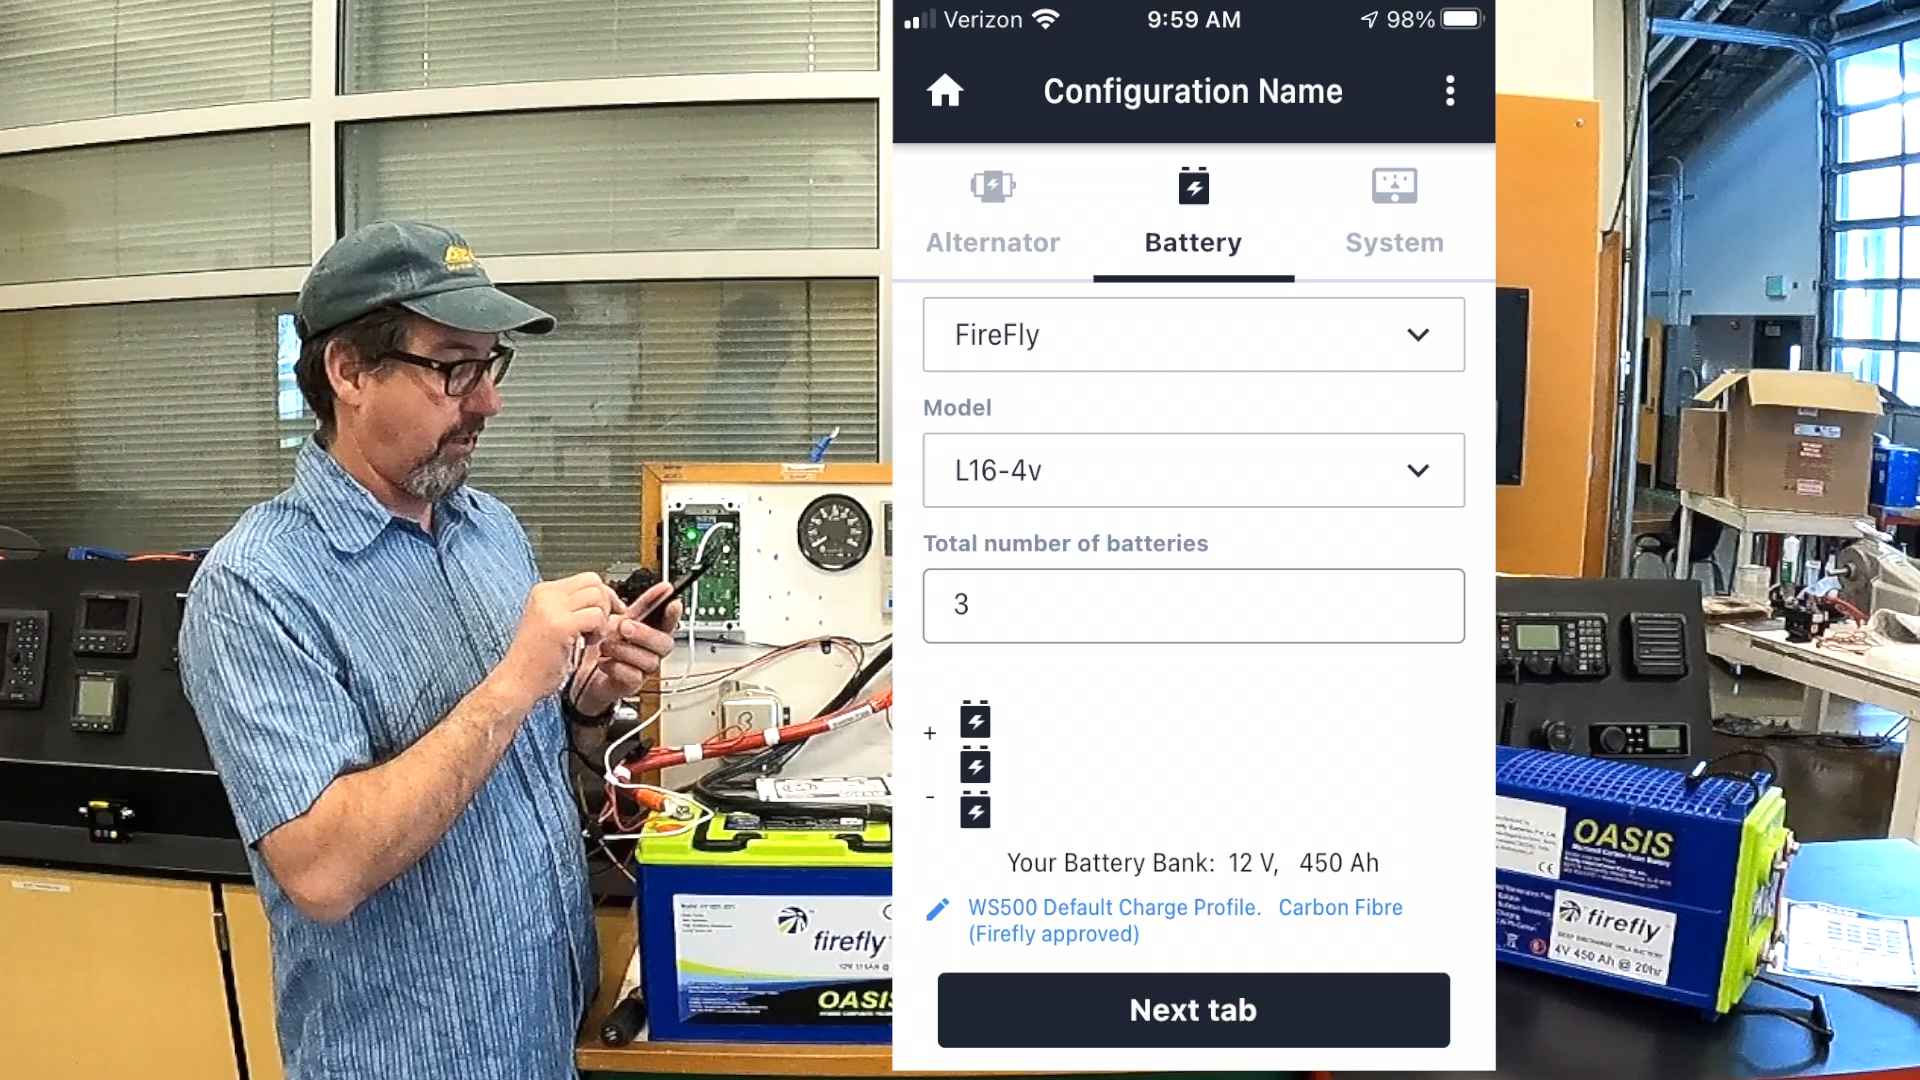 Verizon
9:59 AM
98%
Configuration Name
Alternator
Battery
System
FireFly
Model
L16-4v
Total number of batteries
3
+
-
Your Battery Bank: 12 V, 450 Ah
WS500 Default Charge Profile. Carbon Fibre
(Firefly approved)
Next tab
firefly
OASIS
OASIS
firefly
4V 450 Ah @ 20hr